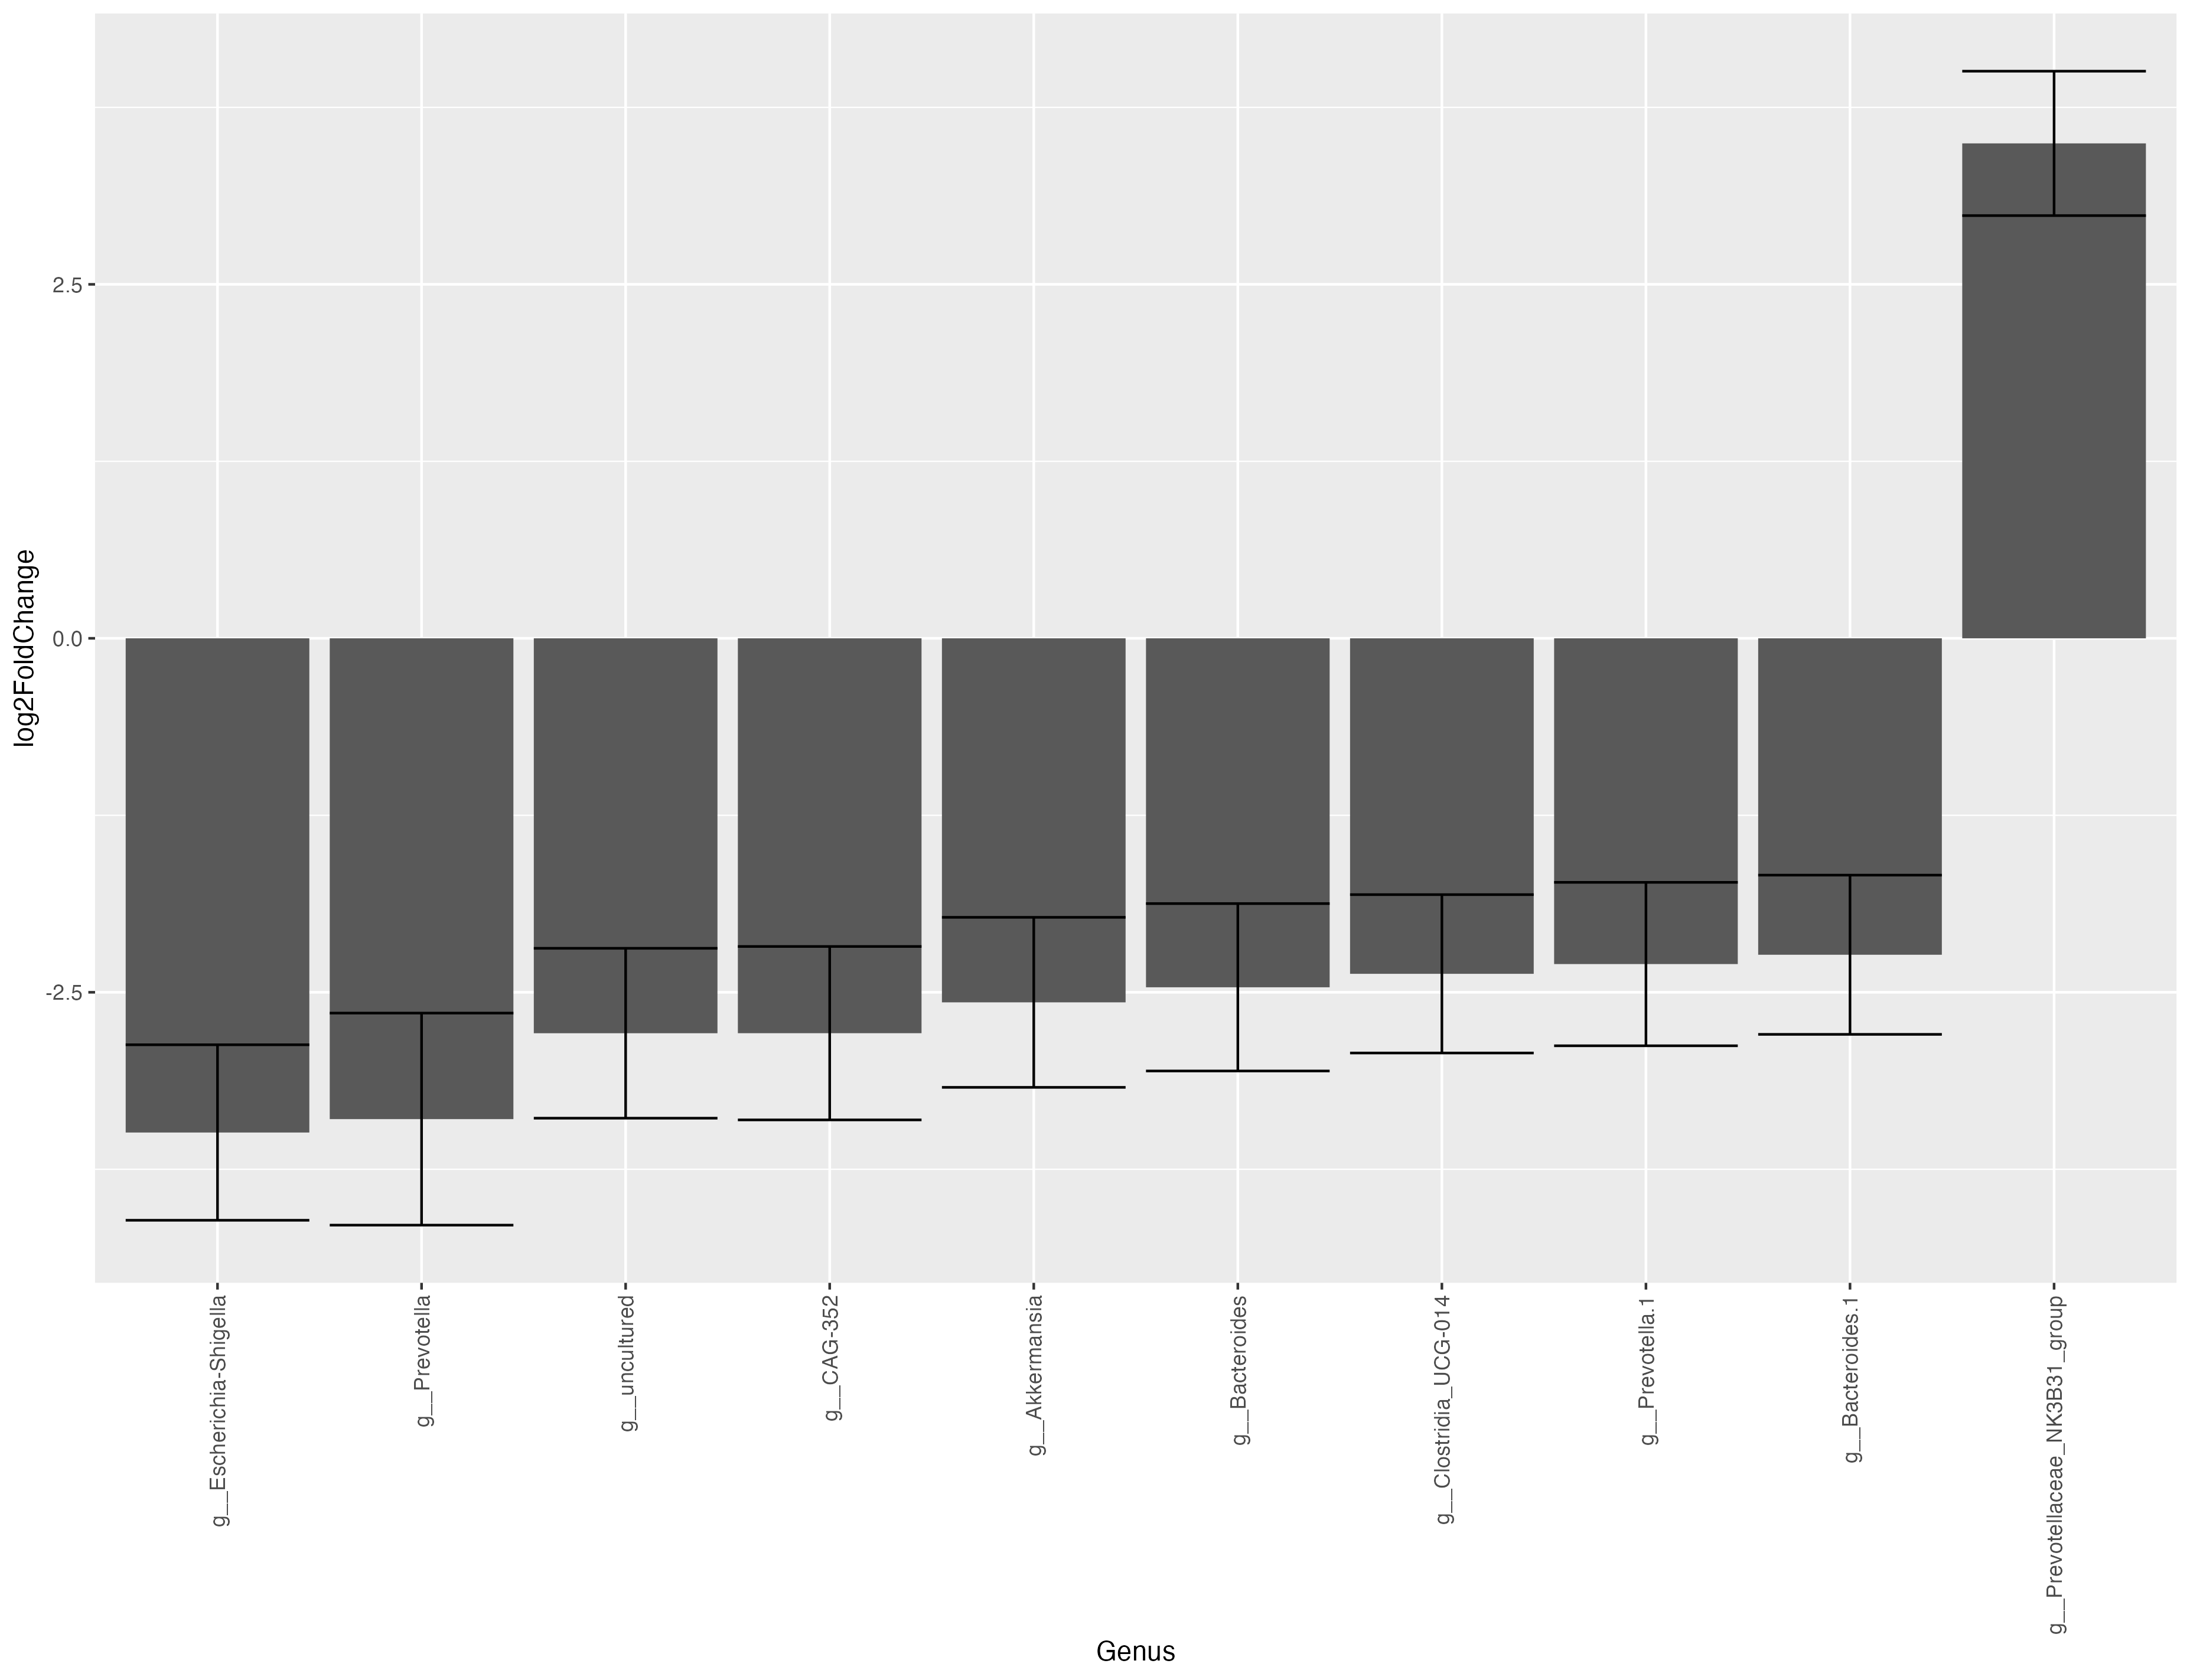 log2FoldChange
2.5
0.0
-2.5
g__Escherichia-Shigella
g__Prevotella
g__uncultured
g__CAG-352
g__Akkermansia
g__Bacteroides
g__Clostridia_UCG-014
g__Prevotella.1
g__Bacteroides.1
g__Prevotellaceae_NK3B31_group
Genus